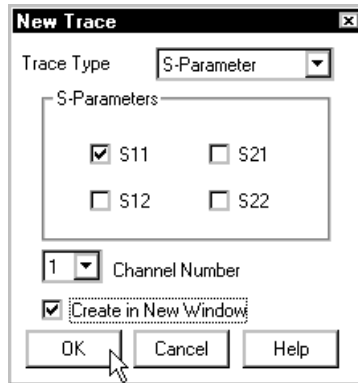 New Trace
Trace Type S-Parameter
S-Parameters
S11 S21
S12 S22
1 Channel Number
Create in New Window
OK Cancel Help